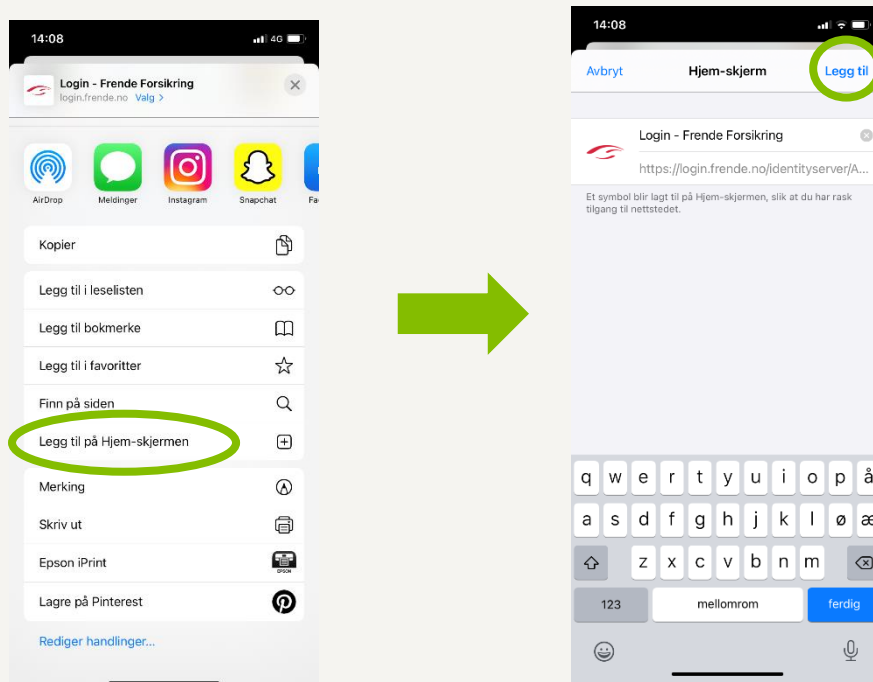 14:08
4G
Login - Frende Forsikring
login.frende.no Valg >
AirDrop
Meldinger
Instagram
Snapchat
Fa
Kopier
Legg til i leselisten
Legg til bokmerke
Legg til i favoritter
Finn på siden
Legg til på Hjem-skjermen
Merking
Skriv ut
Epson iPrint
EPSON
Lagre på Pinterest
Rediger handlinger...
14:08
Avbryt
Hjem-skjerm
Legg til
Login - Frende Forsikring
https://login.frende.no/identityserver/A...
Et symbol blir lagt til på Hjem-skjermen, slik at du har rask
tilgang til nettstedet.
q w e r t y u i o p å
a s d f g h j k l ø æ
z x c v b n m
123
mellomrom
ferdig